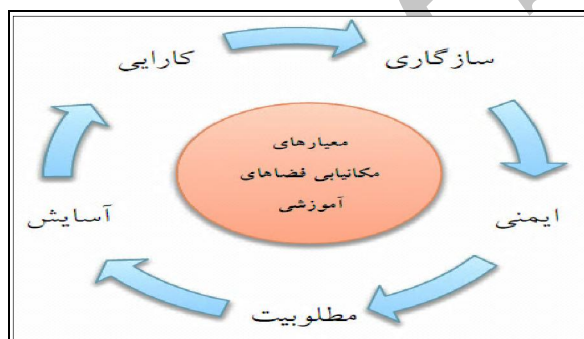 کارایی
سازگاری
معیارهای
مکانیابی فضاهای
آموزشی
آسایش
ایمنی
مطلوبیت